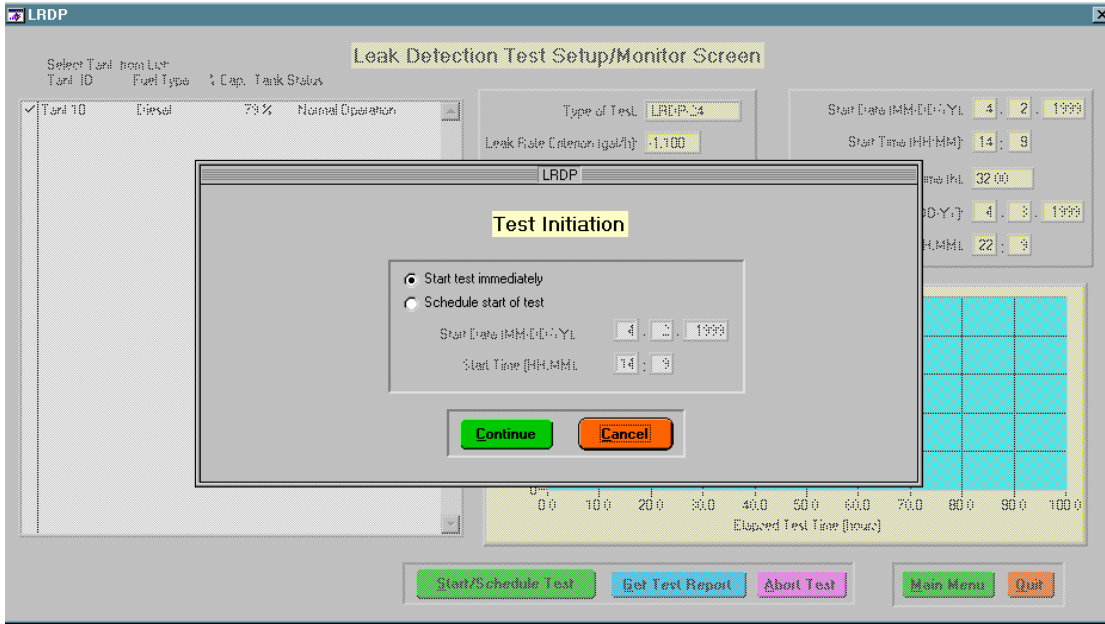 LRDP
Leak Detection Test Setup/Monitor Screen
Select Tank from List
Tank ID Fuel Type % Cap. Tank Status
Tank 10 Diesel 79 % Normal Operation
Type of Test: LRDP-24
Leak Rate Criterion (gal/h): -1.100
Start Date (MM-DD-YY): 4 . 2 . 1999
Start Time (HH:MM): 14 : 9
32.00
4 . 3 . 1999
22 : 9
LRDP
Test Initiation
Start test immediately
Schedule start of test
Start Date (MM-DD-YY): 4 . 2 . 1999
Start Time (HH:MM): 14 : 9
Continue Cancel
0
0.0 10.0 20.0 30.0 40.0 50.0 60.0 70.0 80.0 90.0 100.0
Elapsed Test Time (hours)
Start/Schedule Test Get Test Report Abort Test Main Menu Quit